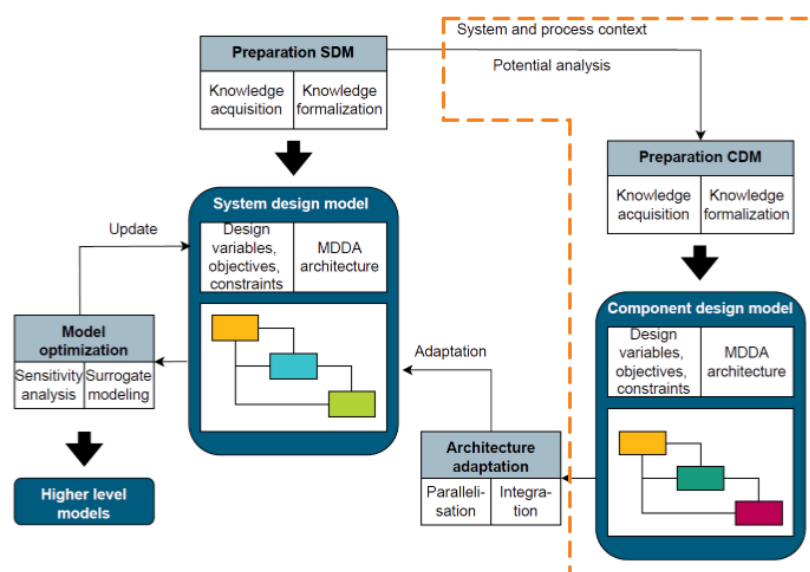 System and process context
Preparation SDM
Potential analysis
Knowledge
acquisition
Knowledge
formalization
Preparation CDM
Knowledge
acquisition
Knowledge
formalization
System design model
Update
Design
variables,
objectives,
constraints
MDDA
architecture
Component design model
Model
optimization
Design
variables,
objectives,
constraints
MDDA
architecture
Adaptation
Sensitivity
analysis
Surrogate
modeling
Architecture
adaptation
Paralleli-
sation
Integra-
tion
Higher level
models